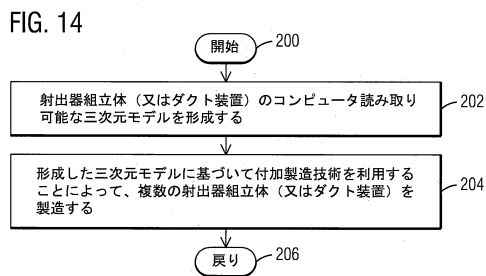 FIG. 14
開始
200
射出器組立体（又はダクト装置）のコンピュータ読み取り
可能な三次元モデルを形成する
202
形成した三次元モデルに基づいて付加製造技術を利用する
ことによって、複数の射出器組立体（又はダクト装置）を
製造する
204
戻り
206